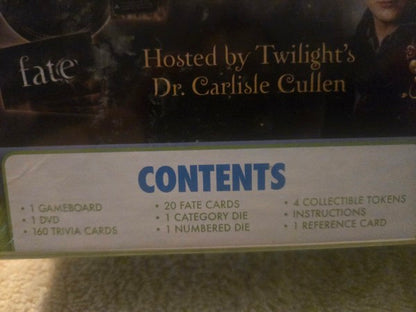 fate
Hosted by Twilight's
Dr. Carlisle Cullen
CONTENTS
• 1 GAMEBOARD
• 1 DVD
• 160 TRIVIA CARDS
• 20 FATE CARDS
• 1 CATEGORY DIE
• 1 NUMBERED DIE
• 4 COLLECTIBLE TOKENS
• INSTRUCTIONS
• 1 REFERENCE CARD